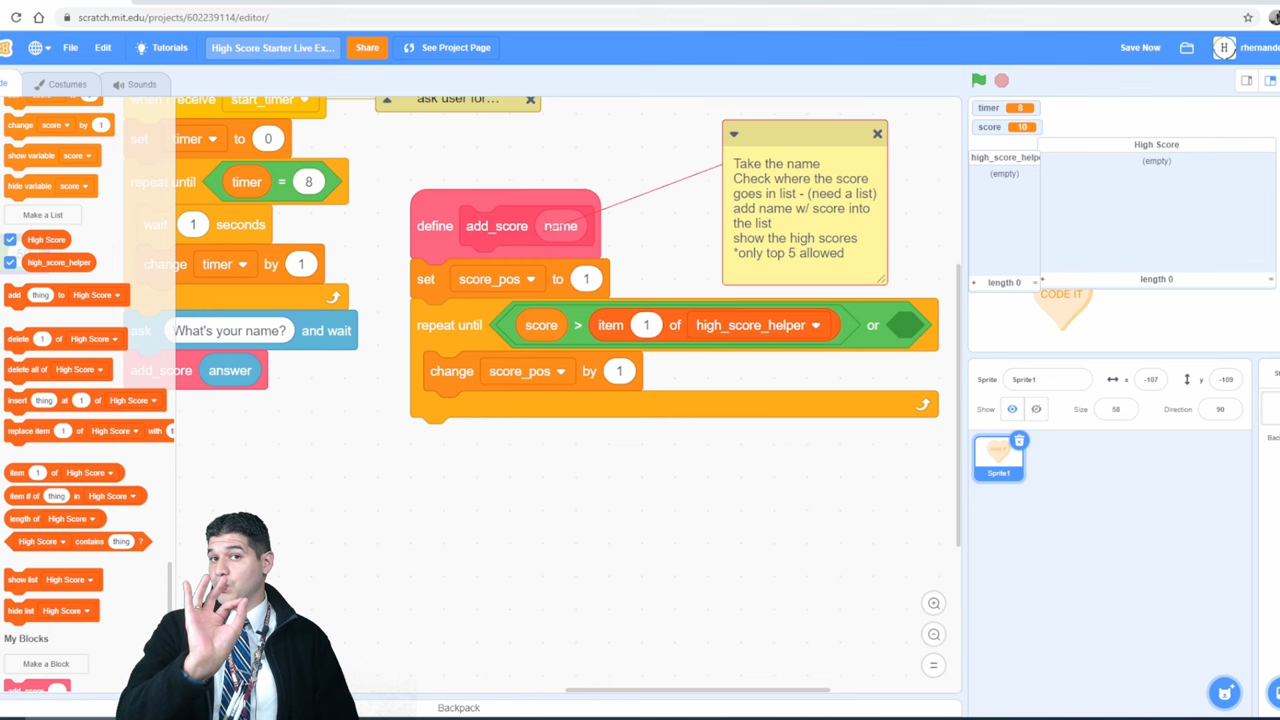 scratch.mit.edu/projects/602239114/editor/
File Edit Tutorials High Score Starter Live Ex... Share See Project Page Save Now H
Costumes Sounds
change score by 1
show variable score
hide variable score
Make a List
High Score
high_score_helper
add thing to High Score
delete 1 of High Score
delete all of High Score
insert thing at 1 of High Score
replace item 1 of High Score with
item 1 of High Score
item # of thing in High Score
length of High Score
High Score contains thing ?
show list High Score
hide list High Score
My Blocks
Make a Block
when I receive start_timer
set timer to 0
repeat until timer = 8
wait 1 seconds
change timer by 1
ask What's your name? and wait
add_score answer
ask user for...
define add_score name
set score_pos to 1
repeat until score > item 1 of high_score_helper or
change score_pos by 1
Take the name
Check where the score
goes in list - (need a list)
add name w/ score into
the list
show the high scores
*only top 5 allowed
timer 8
score 10
high_score_helpe
(empty)
+ length 0
High Score
(empty)
+ length 0 =
CODE IT
Sprite Sprite1 x -107 y -109
Show Size 58 Direction 90
Sprite1
Backpack